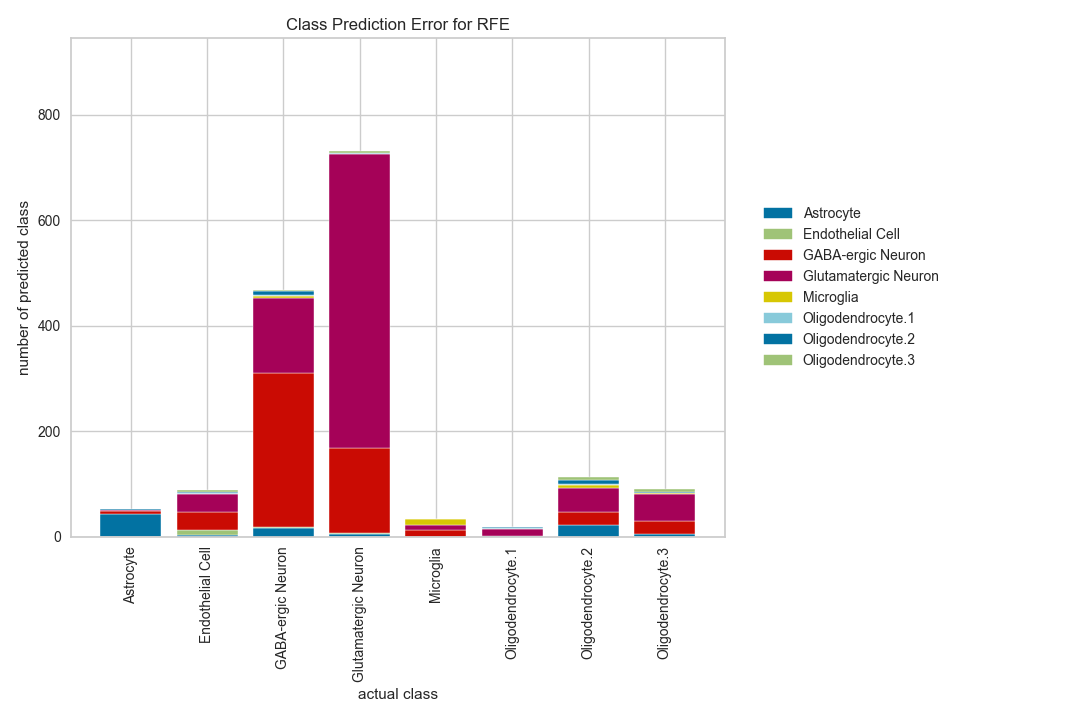 Class Prediction Error for RFE
number of predicted class
800
600
400
200
0
Astrocyte
Endothelial Cell
GABA-ergic Neuron
Glutamatergic Neuron
Microglia
Oligodendrocyte.1
Oligodendrocyte.2
Oligodendrocyte.3
actual class
Astrocyte
Endothelial Cell
GABA-ergic Neuron
Glutamatergic Neuron
Microglia
Oligodendrocyte.1
Oligodendrocyte.2
Oligodendrocyte.3